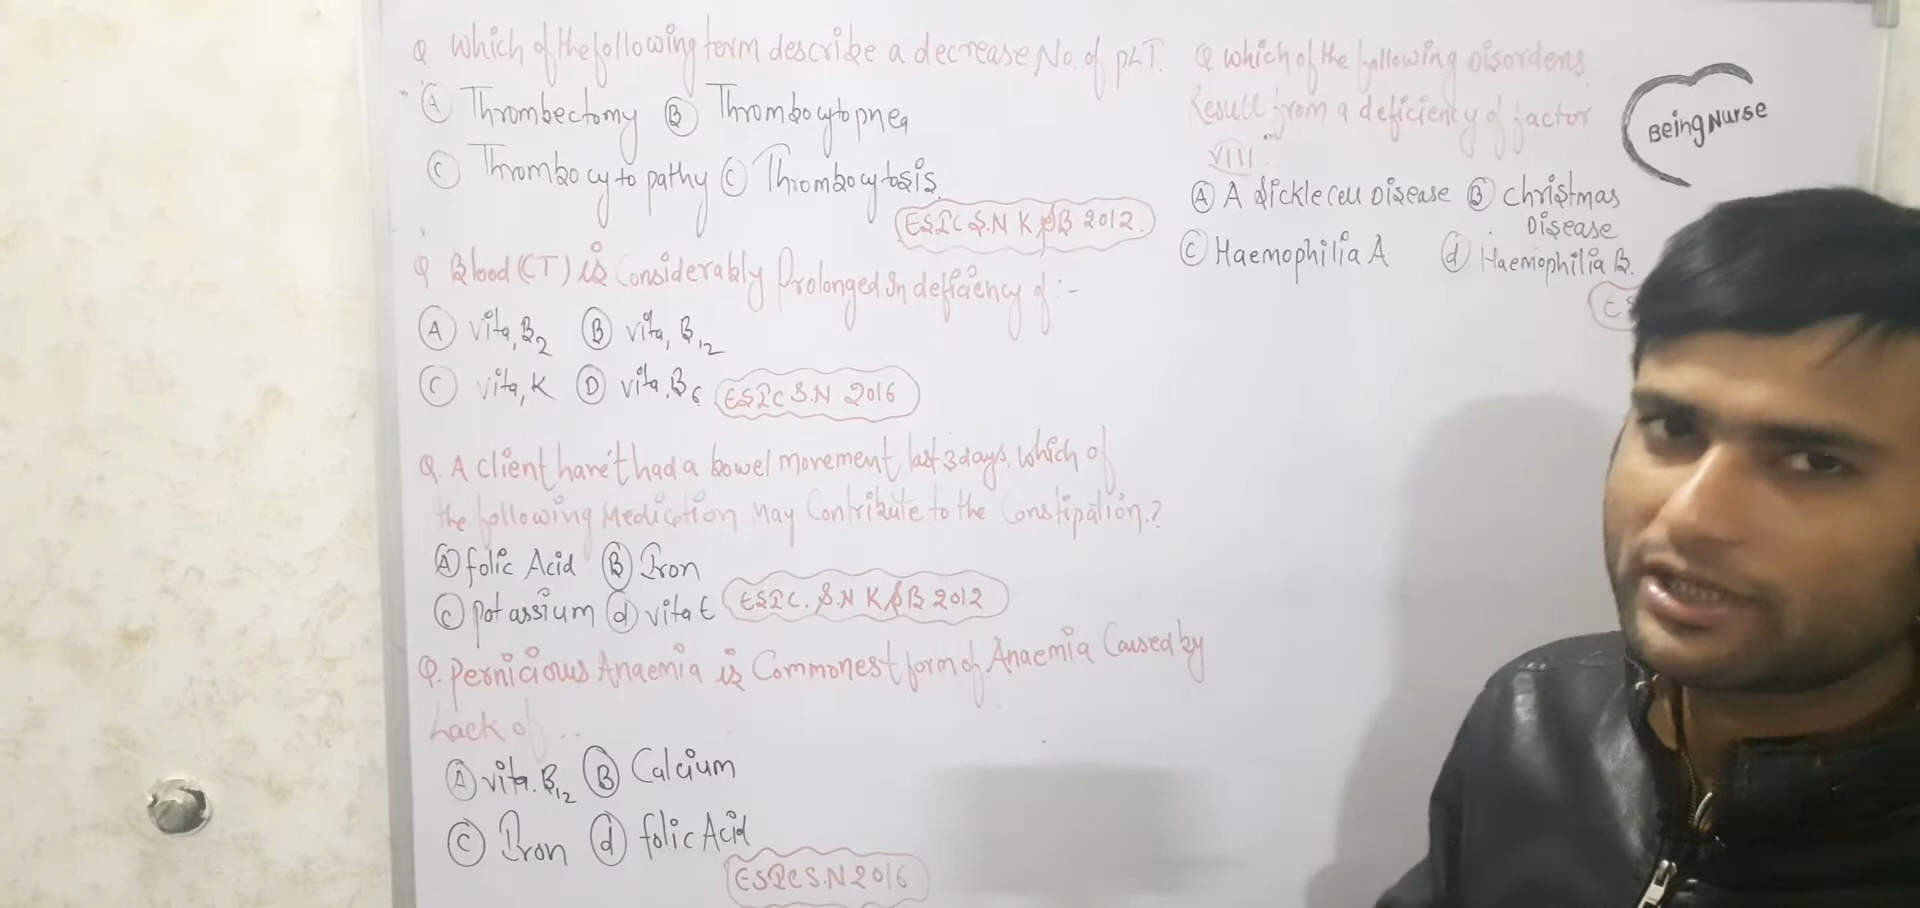 Q. Which of the following term describe a decrease No. of PLT.
(A) Thrombectomy (B) Thrombocytopnea
(C) Thrombocytopathy (C) Thrombocytosis
ESIC S.N KPB 2012.
Q Blood (CT) is Considerably Prolonged In defiaency of :-
(A) vita, B2 (B) vita, B12
(C) vita, K (D) vita. B6 ESIC S.N 2016
Q. A client have't had a bowel movement, last 3 days. which of
the following Mediction May Contribute to the Constipation.?
(A) folic Acid (B) Iron
(C) potassium (d) vita E ESIC. S.N KPB 2012
Q. Pernicious Anaemia is Commonest form of Anaemia Caused by
Lack of...
(A) vita. B12 (B) Calcium
(C) Iron (d) folic Acid
ESIC S.N 2016
Q which of the following Disorders
Result from a deficiency of factor
VIII.
(A) A Sickle cell Disease (B) Christmas
Disease
(C) Haemophilia A (d) Haemophilia B.
Being Nurse